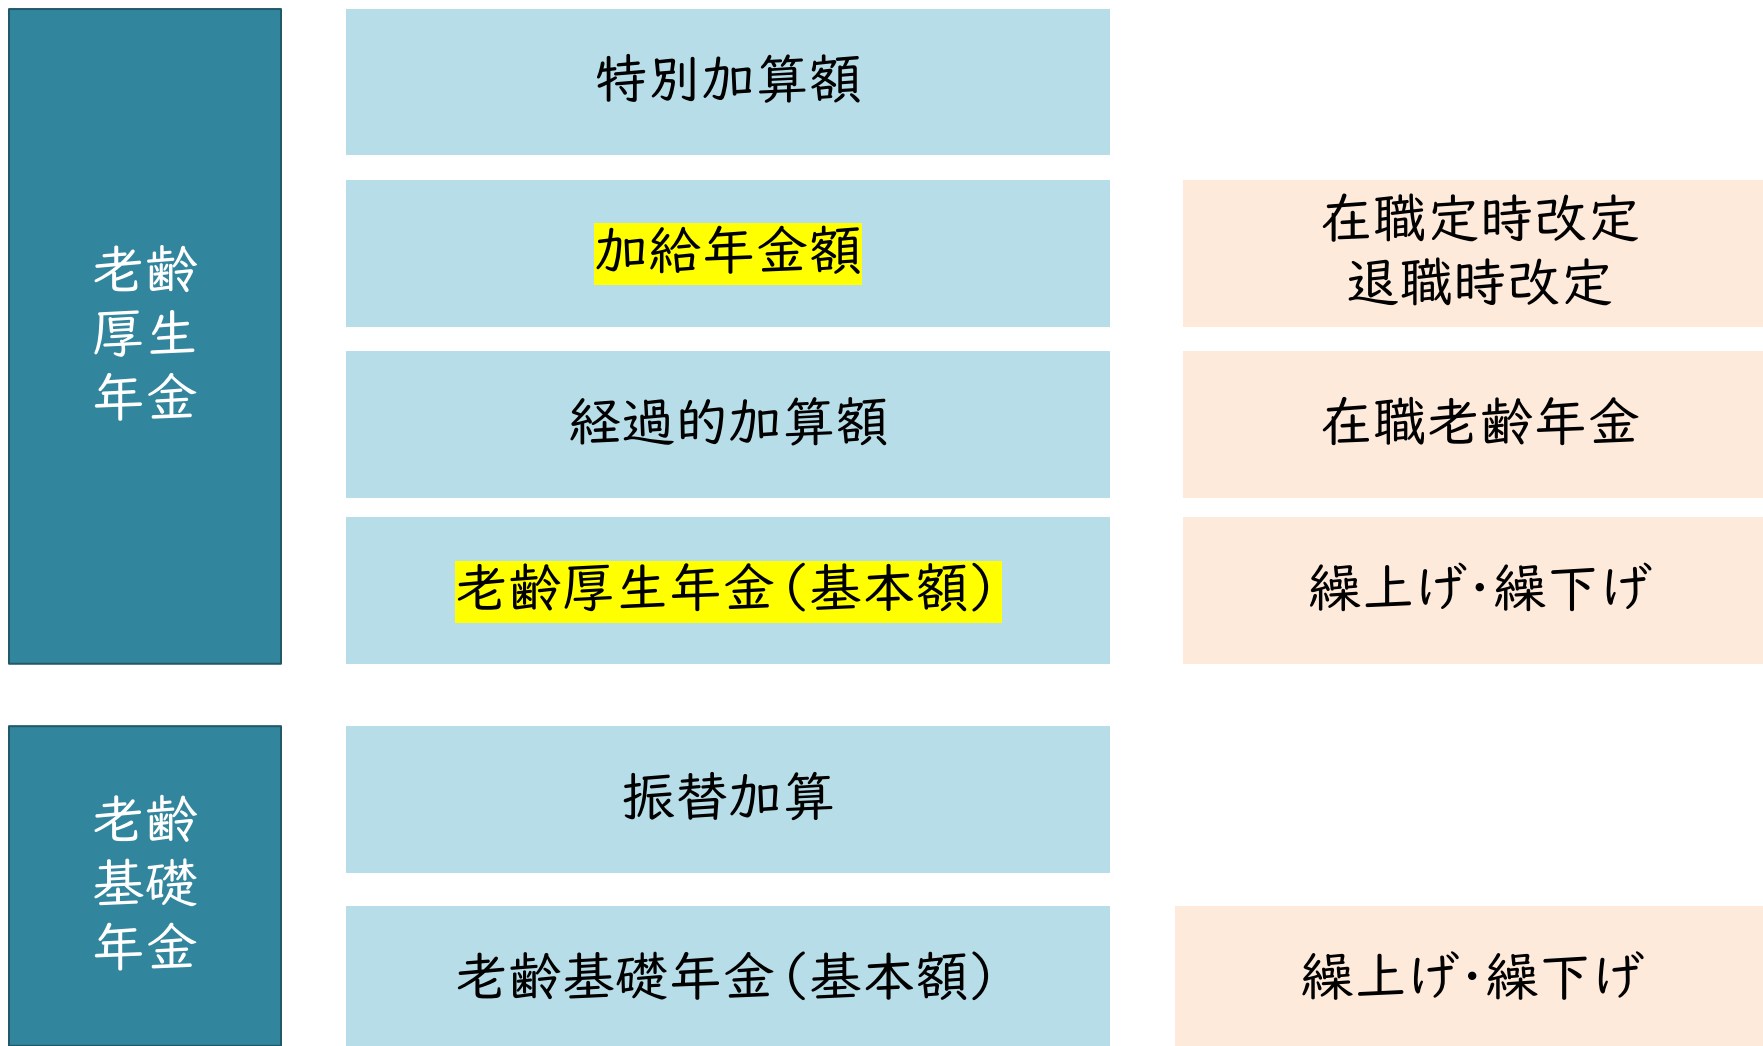 老齢
厚生
年金
特別加算額
加給年金額
経過的加算額
老齢厚生年金(基本額)
在職定時改定
退職時改定
在職老齢年金
繰上げ・繰下げ
老齢
基礎
年金
振替加算
老齢基礎年金(基本額)
繰上げ・繰下げ